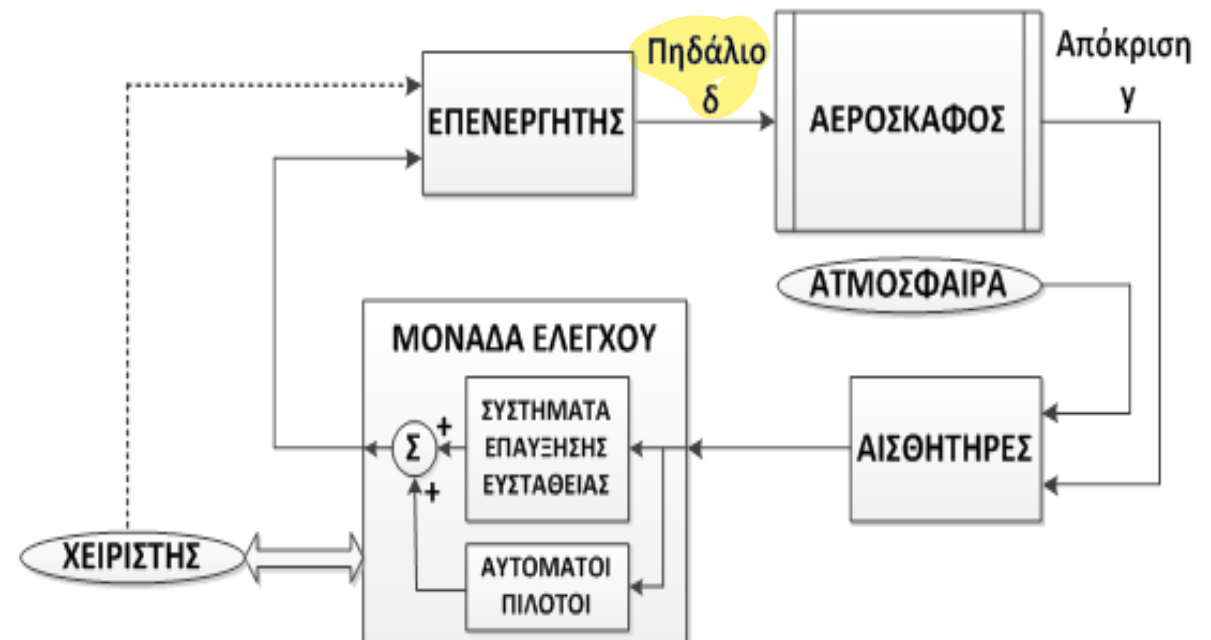 Πηδάλιο
δ
Απόκριση
y
ΕΠΕΝΕΡΓΗΤΗΣ
ΑΕΡΟΣΚΑΦΟΣ
ΑΤΜΟΣΦΑΙΡΑ
ΜΟΝΑΔΑ ΕΛΕΓΧΟΥ
ΣΥΣΤΗΜΑΤΑ
ΕΠΑΥΞΗΣΗΣ
ΕΥΣΤΑΘΕΙΑΣ
Σ
+
+
ΑΙΣΘΗΤΗΡΕΣ
ΧΕΙΡΙΣΤΗΣ
ΑΥΤΟΜΑΤΟΙ
ΠΙΛΟΤΟΙ